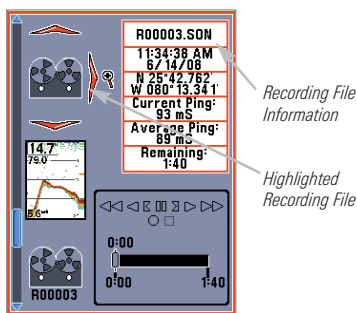 R00003.SON
11:34:38 AM
6/14/08
N 25°42.762'
W 080°13.341'
Current Ping:
93 mS
Average Ping:
89 mS
Remaining:
1:40
Recording File
Information
Highlighted
Recording File
14.7
79.0
5.6
0:00
0:00 1:40
R00003